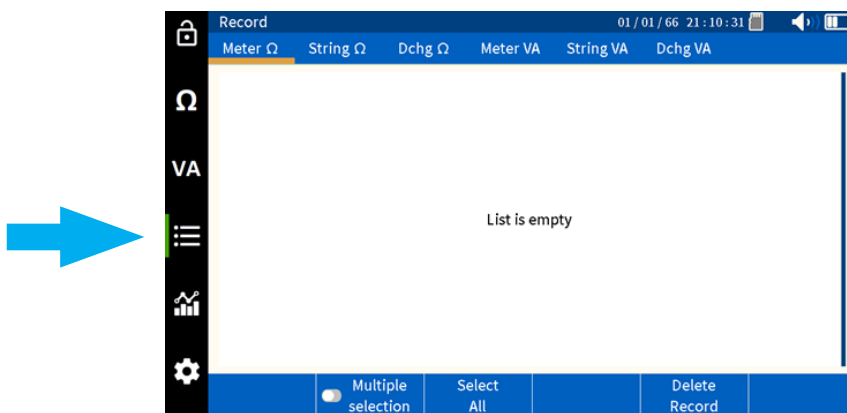 Record 01/01/66 21:10:31
Meter Ω String Ω Dchg Ω Meter VA String VA Dchg VA
Ω
VA
List is empty
Multiple selection
Select All
Delete Record